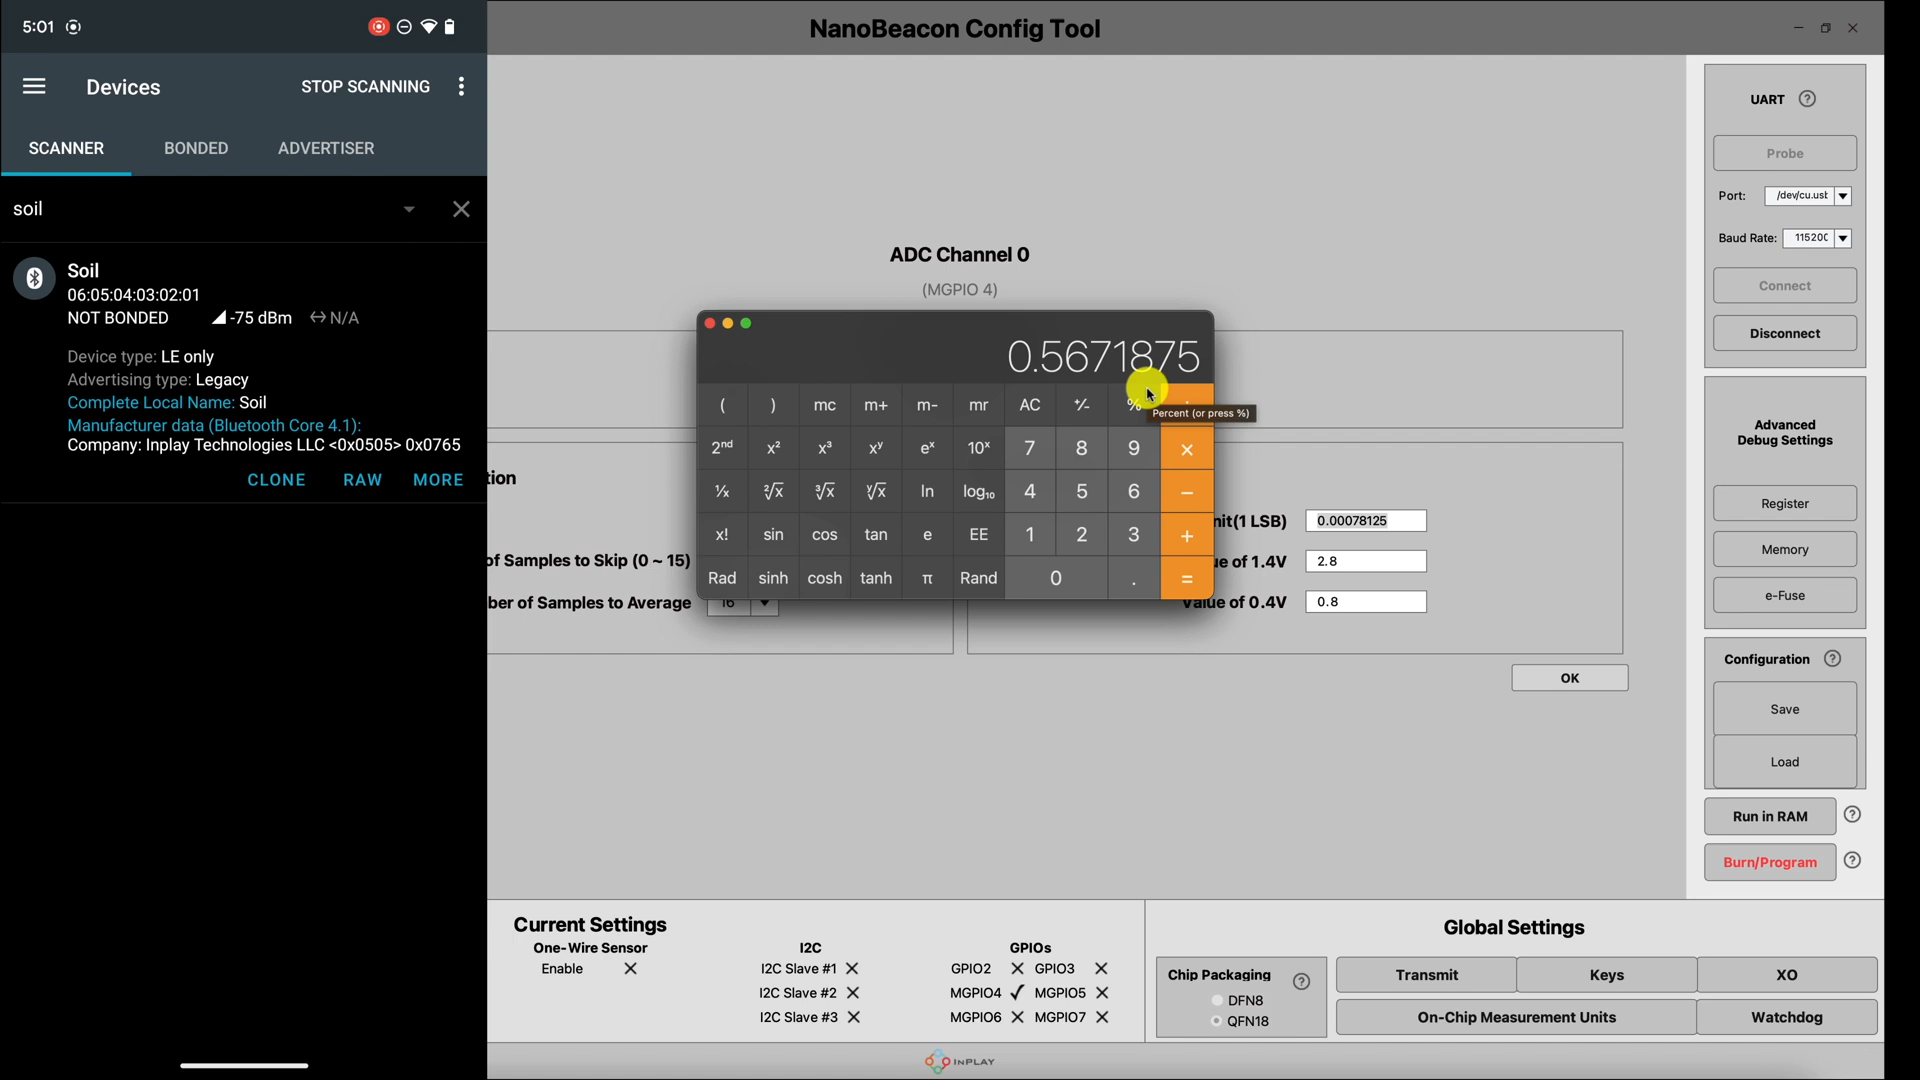 5:01
Devices
STOP SCANNING
SCANNER
BONDED
ADVERTISER
soil
Soil
06:05:04:03:02:01
NOT BONDED
-75 dBm
N/A
Device type: LE only
Advertising type: Legacy
Complete Local Name: Soil
Manufacturer data (Bluetooth Core 4.1):
Company: Inplay Technologies LLC <0x0505> 0x0765
CLONE
RAW
MORE
NanoBeacon Config Tool
ADC Channel 0
(MGPIO 4)
0.5671875
( ) mc m+ m- mr AC +⁄- %
Percent (or press %)
2nd x² x³ xʸ eˣ 10ˣ 7 8 9 ×
¹⁄x ²√x ³√x ʸ√x ln log₁₀ 4 5 6 −
x! sin cos tan e EE 1 2 3 +
Rad sinh cosh tanh π Rand 0 . =
tion
of Samples to Skip (0 ~ 15)
ber of Samples to Average
16
nit(1 LSB)
0.00078125
ue of 1.4V
2.8
Value of 0.4V
0.8
OK
UART ?
Probe
Port:
/dev/cu.usb
Baud Rate:
115200
Connect
Disconnect
Advanced
Debug Settings
Register
Memory
e-Fuse
Configuration ?
Save
Load
Run in RAM ?
Burn/Program ?
Current Settings
One-Wire Sensor
Enable
I2C
I2C Slave #1
I2C Slave #2
I2C Slave #3
GPIOs
GPIO2 GPIO3
MGPIO4 MGPIO5
MGPIO6 MGPIO7
Global Settings
Chip Packaging ?
DFN8
QFN18
Transmit
Keys
XO
On-Chip Measurement Units
Watchdog
INPLAY